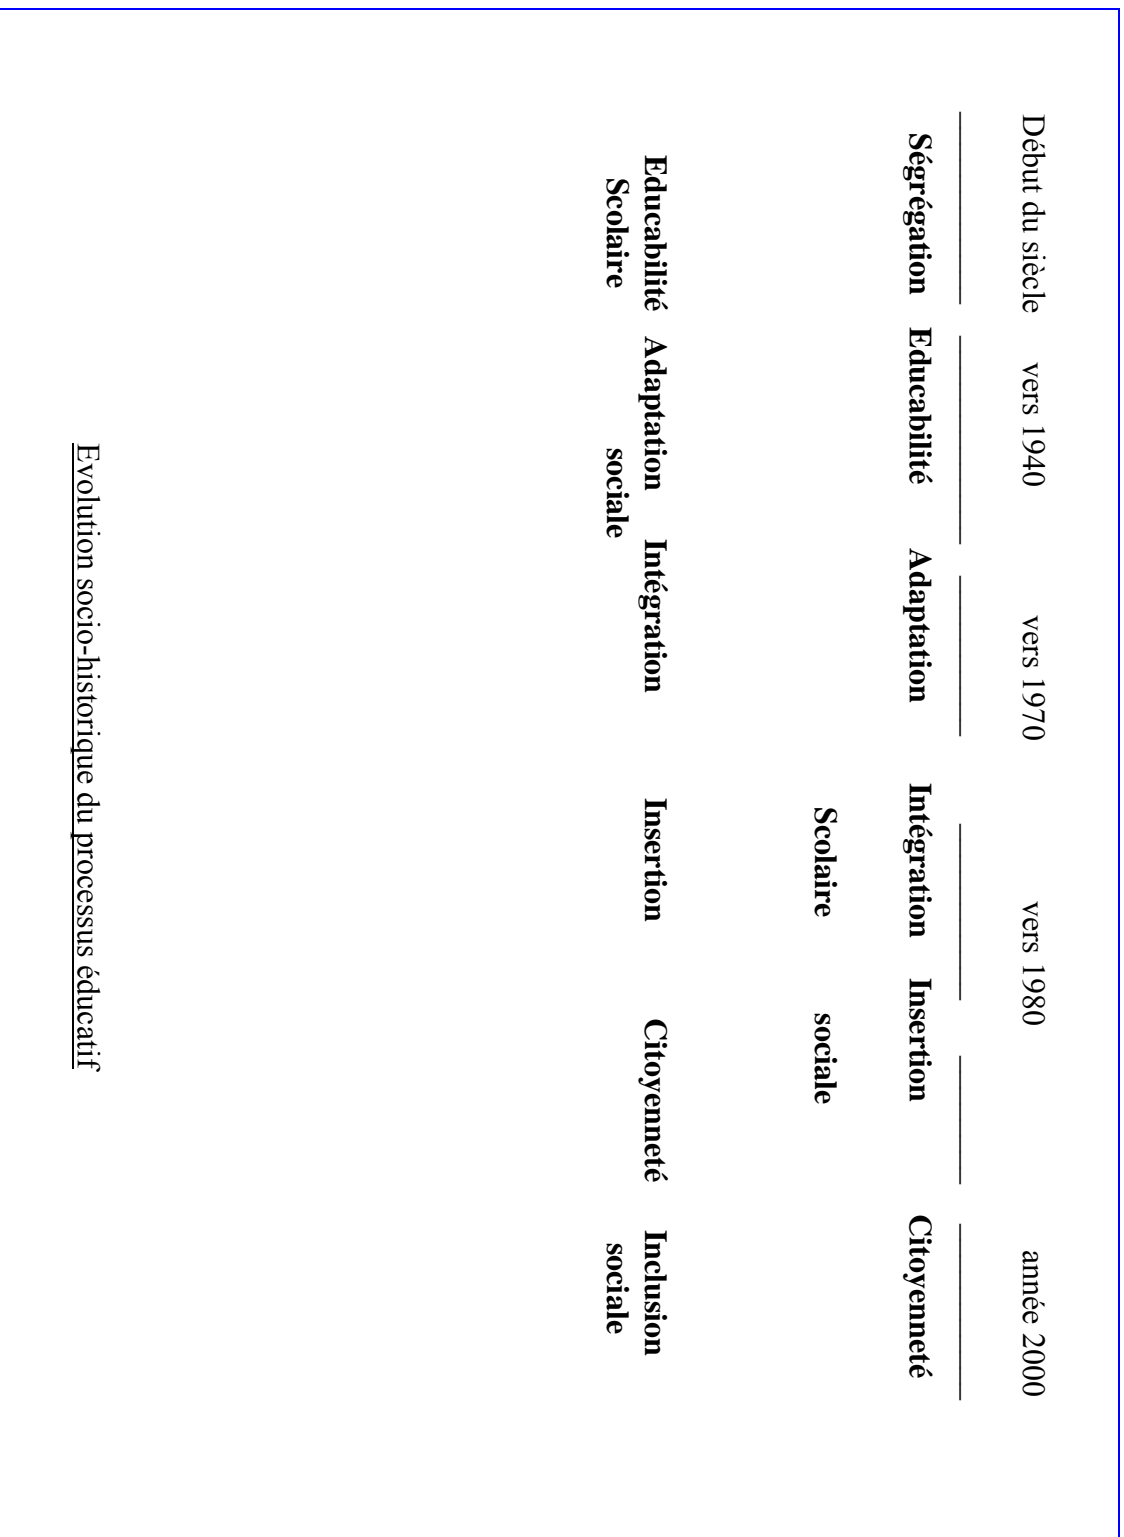 Début du siècle vers 1940 vers 1970 vers 1980 année 2000
Ségrégation Educabilité Adaptation Intégration Insertion Citoyenneté
Scolaire sociale
Educabilité Adaptation Intégration Insertion Citoyenneté Inclusion
Scolaire sociale sociale
Evolution socio-historique du processus éducatif